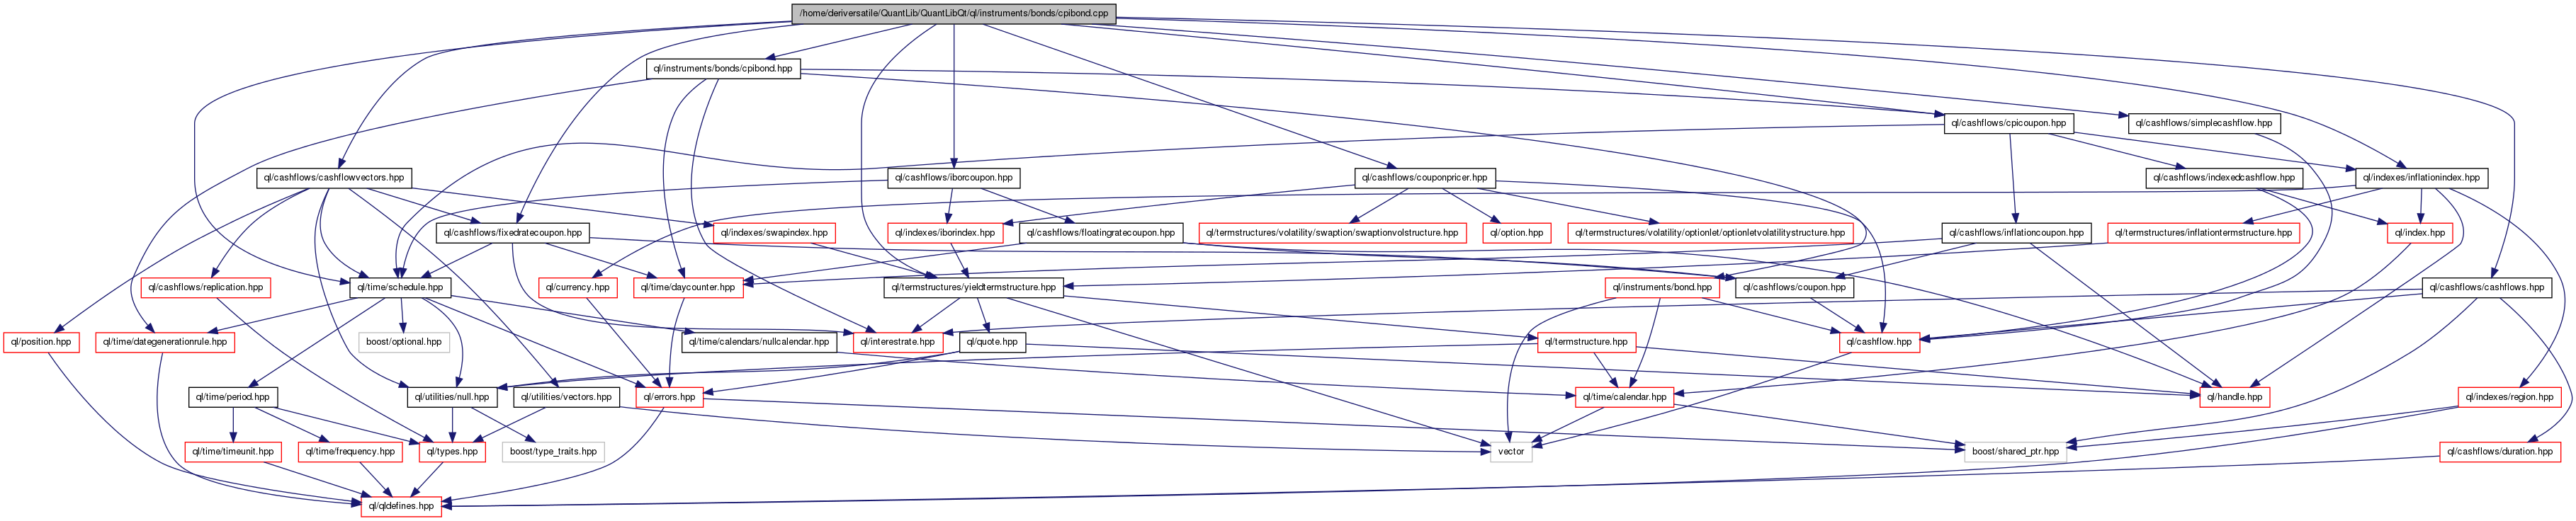 /home/deriversatile/QuantLib/QuantLibQt/ql/instruments/bonds/cpibond.cpp
ql/instruments/bonds/cpibond.hpp
ql/cashflows/cpicoupon.hpp
ql/cashflows/simplecashflow.hpp
ql/cashflows/cashflowvectors.hpp
ql/cashflows/iborcoupon.hpp
ql/cashflows/couponpricer.hpp
ql/cashflows/indexedcashflow.hpp
ql/indexes/inflationindex.hpp
ql/cashflows/fixedratecoupon.hpp
ql/indexes/swapindex.hpp
ql/indexes/iborindex.hpp
ql/cashflows/floatingratecoupon.hpp
ql/termstructures/volatility/swaption/swaptionvolstructure.hpp
ql/option.hpp
ql/termstructures/volatility/optionlet/optionletvolatilitystructure.hpp
ql/cashflows/inflationcoupon.hpp
ql/termstructures/inflationtermstructure.hpp
ql/index.hpp
ql/cashflows/replication.hpp
ql/time/schedule.hpp
ql/currency.hpp
ql/time/daycounter.hpp
ql/termstructures/yieldtermstructure.hpp
ql/instruments/bond.hpp
ql/cashflows/coupon.hpp
ql/cashflows/cashflows.hpp
ql/position.hpp
ql/time/dategenerationrule.hpp
boost/optional.hpp
ql/time/calendars/nullcalendar.hpp
ql/interestrate.hpp
ql/quote.hpp
ql/termstructure.hpp
ql/cashflow.hpp
ql/time/period.hpp
ql/utilities/null.hpp
ql/utilities/vectors.hpp
ql/errors.hpp
ql/time/calendar.hpp
ql/handle.hpp
ql/indexes/region.hpp
ql/time/timeunit.hpp
ql/time/frequency.hpp
ql/types.hpp
boost/type_traits.hpp
vector
boost/shared_ptr.hpp
ql/cashflows/duration.hpp
ql/qldefines.hpp